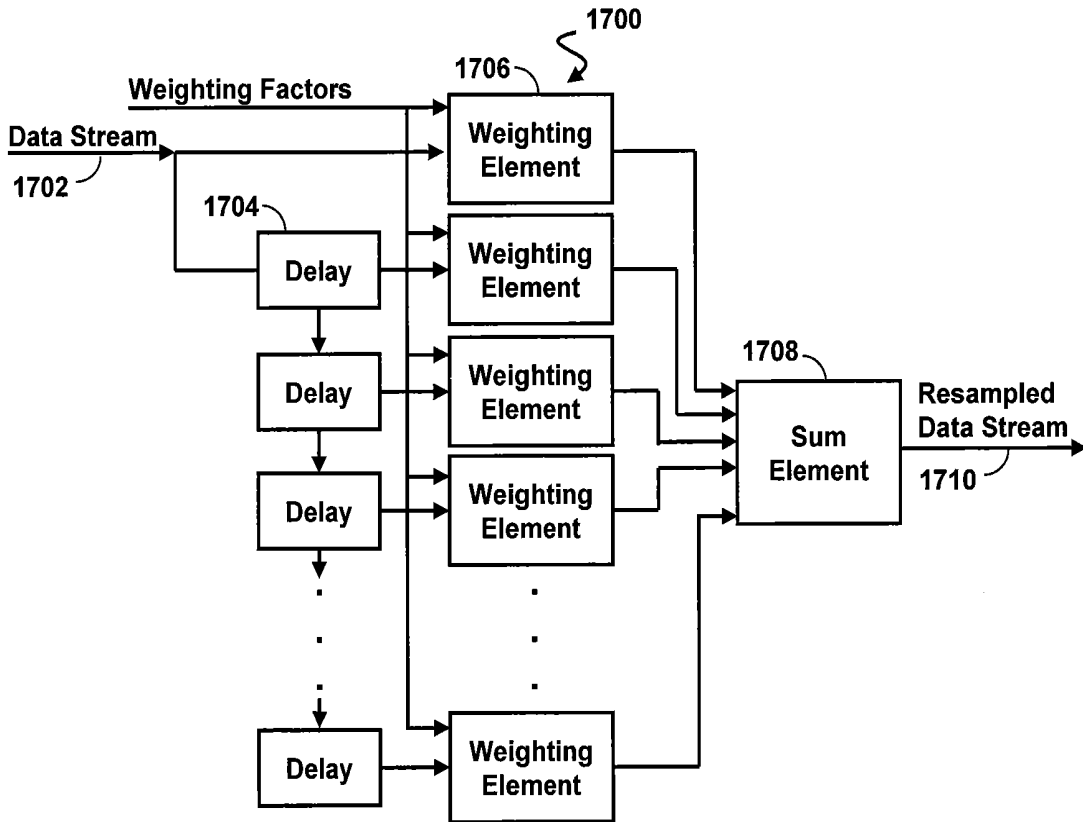 1700
1706
Weighting Factors
Weighting
Element
Data Stream
1702
1704
Delay
Weighting
Element
Delay
Weighting
Element
1708
Sum
Element
Resampled
Data Stream
1710
Delay
Weighting
Element
Delay
Weighting
Element